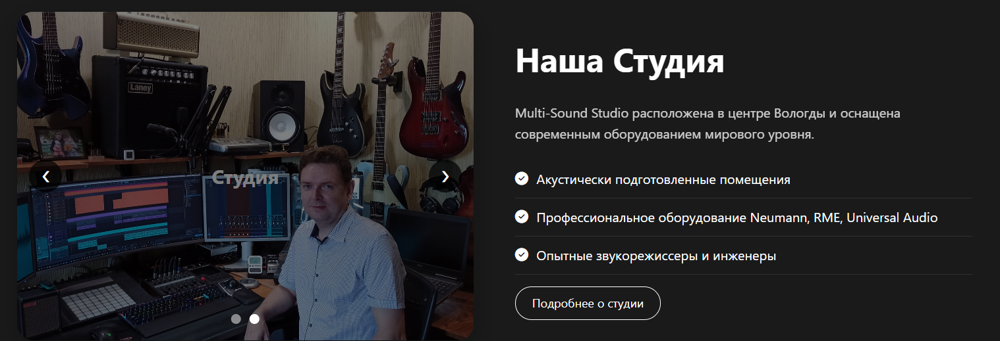 Laney
Студия
Наша Студия
Multi-Sound Studio расположена в центре Вологды и оснащена
современным оборудованием мирового уровня.
Акустически подготовленные помещения
Профессиональное оборудование Neumann, RME, Universal Audio
Опытные звукорежиссеры и инженеры
Подробнее о студии